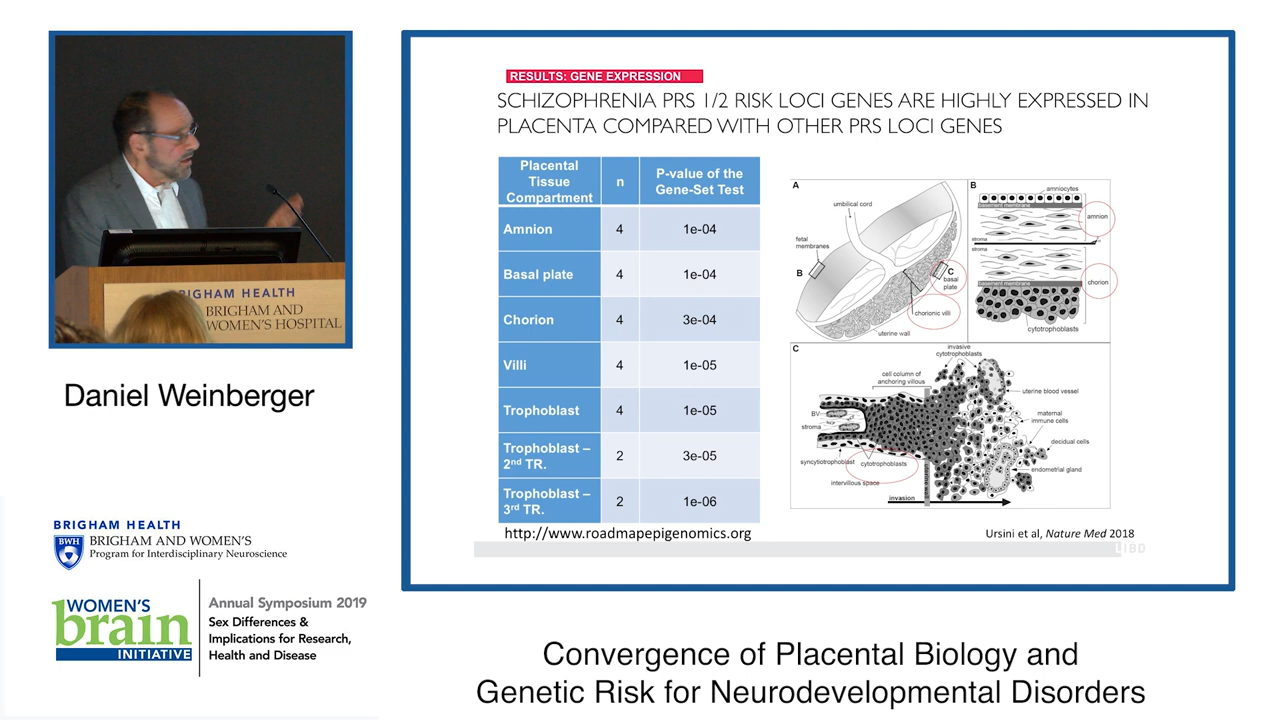 BRIGHAM HEALTH
BRIGHAM AND
WOMEN'S HOSPITAL
Daniel Weinberger
BRIGHAM HEALTH
BWH
BRIGHAM AND WOMEN'S
Program for Interdisciplinary Neuroscience
WOMEN'S
brain
INITIATIVE
Annual Symposium 2019
Sex Differences &
Implications for Research,
Health and Disease
RESULTS: GENE EXPRESSION
SCHIZOPHRENIA PRS 1/2 RISK LOCI GENES ARE HIGHLY EXPRESSED IN
PLACENTA COMPARED WITH OTHER PRS LOCI GENES
Placental Tissue Compartment n P-value of the Gene-Set Test
Amnion 4 1e-04
Basal plate 4 1e-04
Chorion 4 3e-04
Villi 4 1e-05
Trophoblast 4 1e-05
Trophoblast – 2nd TR. 2 3e-05
Trophoblast – 3rd TR. 2 1e-06
http://www.roadmapepigenomics.org
A
umbilical cord
fetal
membranes
B
C
basal
plate
chorionic villi
uterine wall
B
amniocytes
basement membrane
amnion
stroma
stroma
basement membrane
chorion
cytotrophoblasts
C
invasive
cytotrophoblasts
cell column of
anchoring villous
uterine blood vessel
BV
stroma
maternal
immune cells
decidual cells
syncytiotrophoblast
cytotrophoblasts
endometrial gland
intervillous space
invasion
Ursini et al, Nature Med 2018
LIBD
Convergence of Placental Biology and
Genetic Risk for Neurodevelopmental Disorders